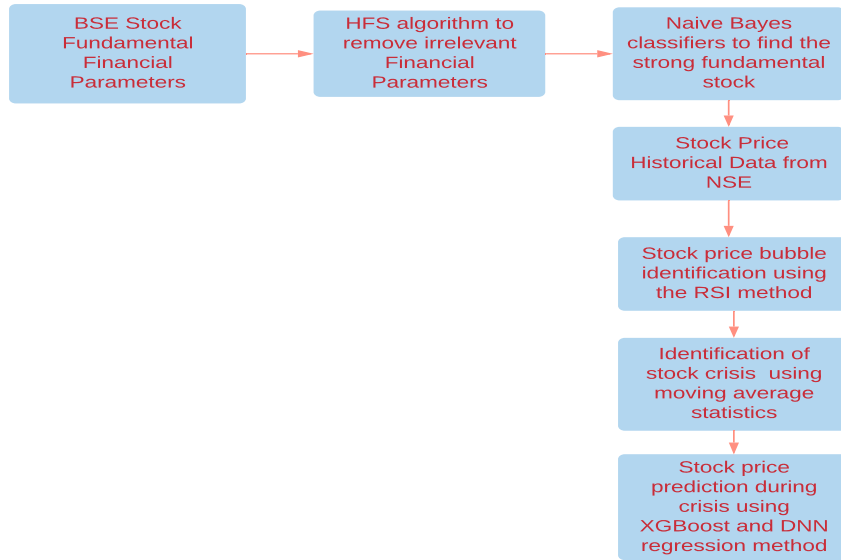 BSE Stock
Fundamental
Financial
Parameters
HFS algorithm to
remove irrelevant
Financial
Parameters
Naive Bayes
classifiers to find the
strong fundamental
stock
Stock Price
Historical Data from
NSE
Stock price bubble
identification using
the RSI method
Identification of
stock crisis  using
moving average
statistics
Stock price
prediction during
crisis using
XGBoost and DNN
regression method